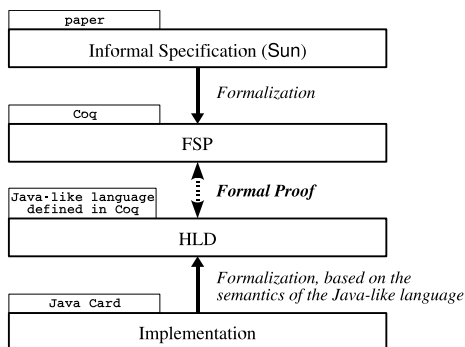 paper
Informal Specification (Sun)
Formalization
Coq
FSP
Formal Proof
Java-like language
defined in Coq
HLD
Formalization, based on the
semantics of the Java-like language
Java Card
Implementation